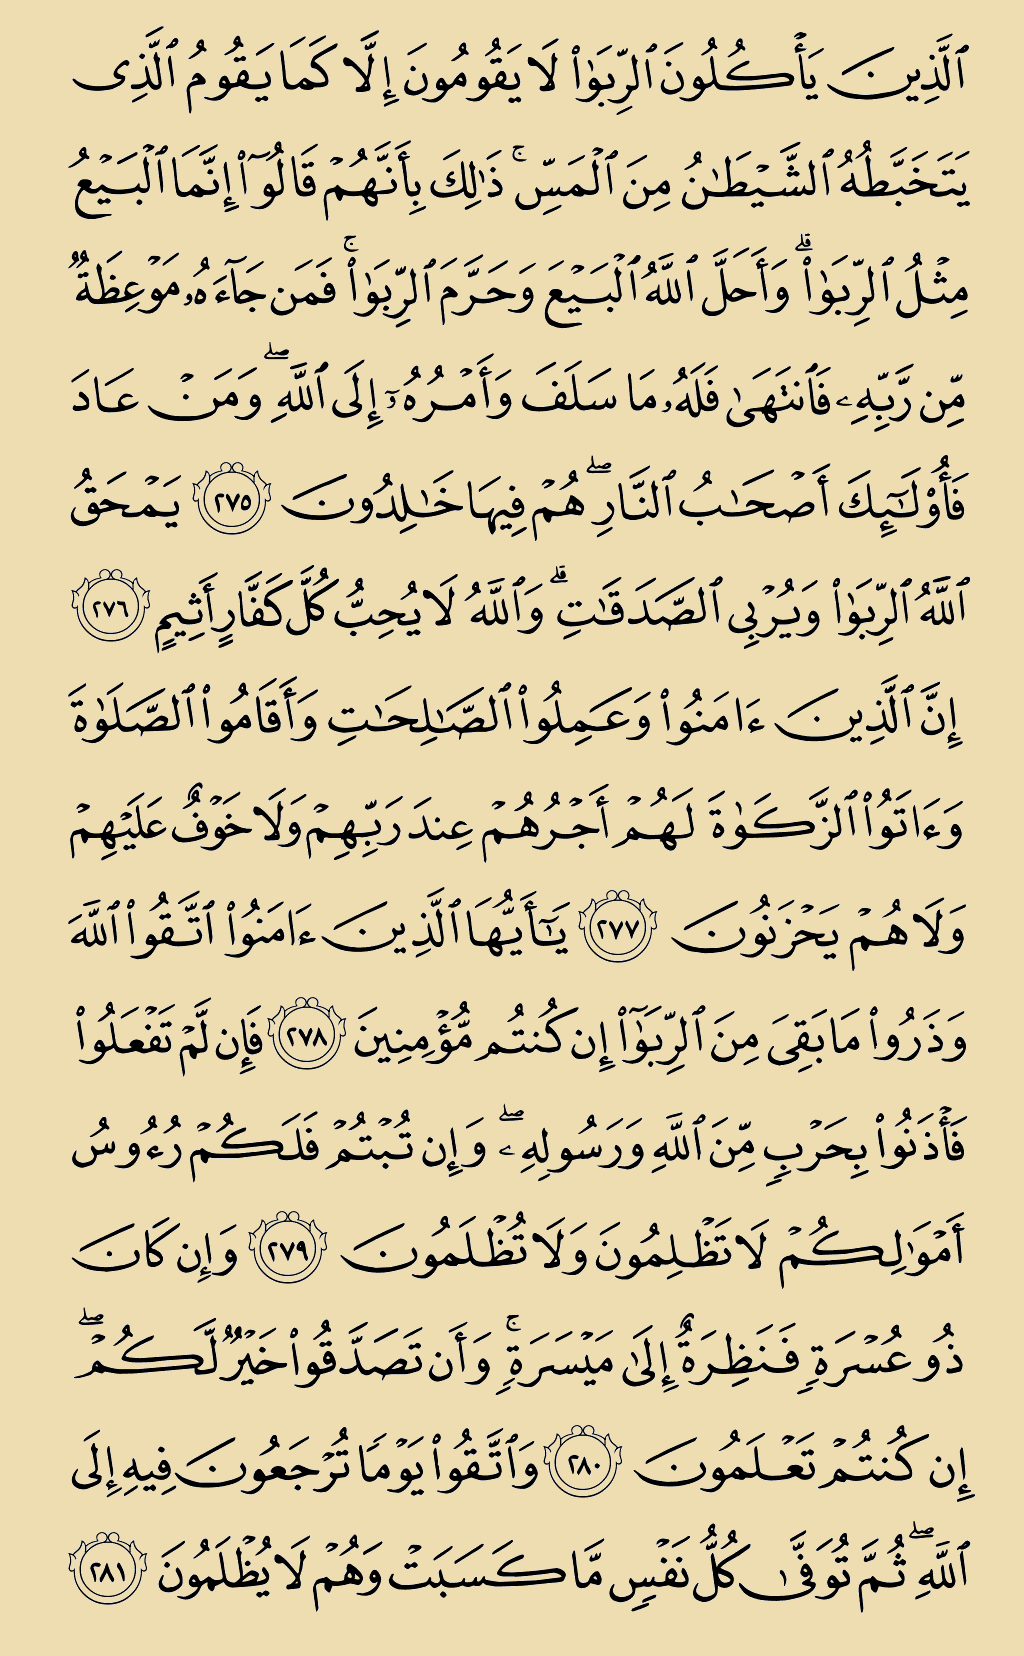 ٱلَّذِينَ يَأۡكُلُونَ ٱلرِّبَوٰاْ لَا يَقُومُونَ إِلَّا كَمَا يَقُومُ ٱلَّذِى
يَتَخَبَّطُهُ ٱلشَّيۡطَـٰنُ مِنَ ٱلۡمَسِّ‌ۚ ذَٲلِكَ بِأَنَّهُمۡ قَالُوٓاْ إِنَّمَا ٱلۡبَيۡعُ
مِثۡلُ ٱلرِّبَوٰاْ‌ۗ وَأَحَلَّ ٱللَّهُ ٱلۡبَيۡعَ وَحَرَّمَ ٱلرِّبَوٰاْ‌ۚ فَمَن جَآءَهُۥ مَوۡعِظَةٌ
مِّن رَّبِّهِۦ فَٱنتَهَىٰ فَلَهُۥ مَا سَلَفَ وَأَمۡرُهُۥٓ إِلَى ٱللَّهِ‌ۖ وَمَنۡ عَادَ
فَأُوْلَـٰٓئِكَ أَصۡحَـٰبُ ٱلنَّارِ‌ۖ هُمۡ فِيهَا خَـٰلِدُونَ ٢٧٥ يَمۡحَقُ
ٱللَّهُ ٱلرِّبَوٰاْ وَيُرۡبِى ٱلصَّدَقَـٰتِ‌ۗ وَٱللَّهُ لَا يُحِبُّ كُلَّ كَفَّارٍ أَثِيمٍ ٢٧٦
إِنَّ ٱلَّذِينَ ءَامَنُواْ وَعَمِلُواْ ٱلصَّـٰلِحَـٰتِ وَأَقَامُواْ ٱلصَّلَوٰةَ
وَءَاتَوُاْ ٱلزَّڪَوٰةَ لَهُمۡ أَجۡرُهُمۡ عِندَ رَبِّهِمۡ وَلَا خَوۡفٌ عَلَيۡهِمۡ
وَلَا هُمۡ يَحۡزَنُونَ ٢٧٧ يَـٰٓأَيُّهَا ٱلَّذِينَ ءَامَنُواْ ٱتَّقُواْ ٱللَّهَ
وَذَرُواْ مَا بَقِىَ مِنَ ٱلرِّبَوٰٓاْ إِن كُنتُم مُّؤۡمِنِينَ ٢٧٨ فَإِن لَّمۡ تَفۡعَلُواْ
فَأۡذَنُواْ بِحَرۡبٍ مِّنَ ٱللَّهِ وَرَسُولِهِۦ‌ۖ وَإِن تُبۡتُمۡ فَلَڪُمۡ رُءُوسُ
أَمۡوَٲلِڪُمۡ لَا تَظۡلِمُونَ وَلَا تُظۡلَمُونَ ٢٧٩ وَإِن كَانَ
ذُو عُسۡرَةٍ فَنَظِرَةٌ إِلَىٰ مَيۡسَرَةٍ‌ۚ وَأَن تَصَدَّقُواْ خَيۡرٌ لَّڪُمۡ‌ۖ
إِن كُنتُمۡ تَعۡلَمُونَ ٢٨٠ وَٱتَّقُواْ يَوۡمًا تُرۡجَعُونَ فِيهِ إِلَى
ٱللَّهِ‌ۖ ثُمَّ تُوَفَّىٰ كُلُّ نَفۡسٍ مَّا ڪَسَبَتۡ وَهُمۡ لَا يُظۡلَمُونَ ٢٨١